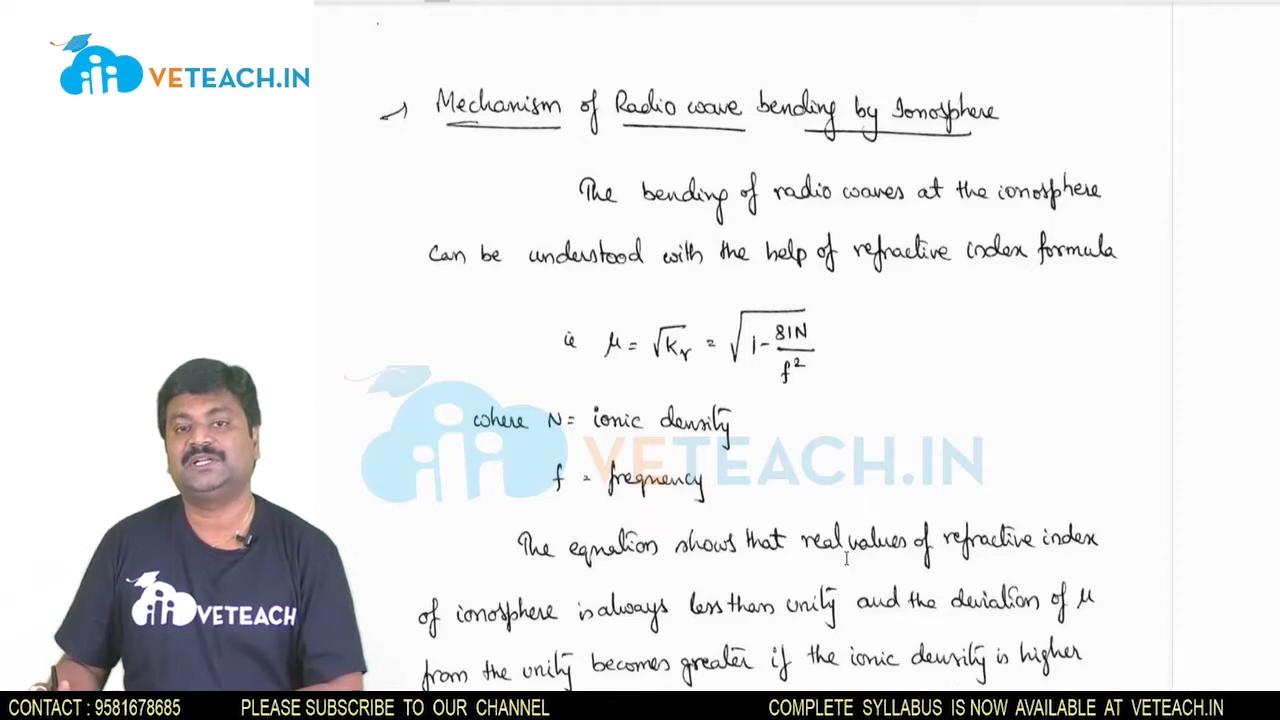 VETEACH.IN
Mechanism of Radio wave bending by Ionosphere
The bending of radio waves at the ionosphere
can be understood with the help of refractive index formula
ie μ = √Kr = √1 - 81N/f²
where N = ionic density
f = frequency
VETEACH.IN
The equation shows that real values of refractive index
of ionosphere is always less than unity and the deviation of μ
from the unity becomes greater if the ionic density is higher
VETEACH
CONTACT : 9581678685 PLEASE SUBSCRIBE TO OUR CHANNEL COMPLETE SYLLABUS IS NOW AVAILABLE AT VETEACH.IN